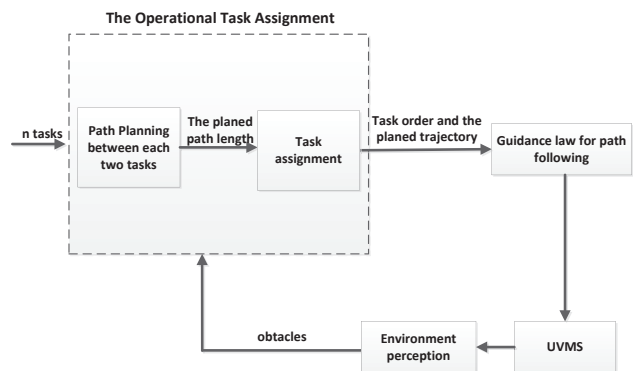 The Operational Task Assignment
n tasks
Path Planning
between each
two tasks
The planed
path length
Task
assignment
Task order and the
planed trajectory
Guidance law for path
following
obtacles
Environment
perception
UVMS